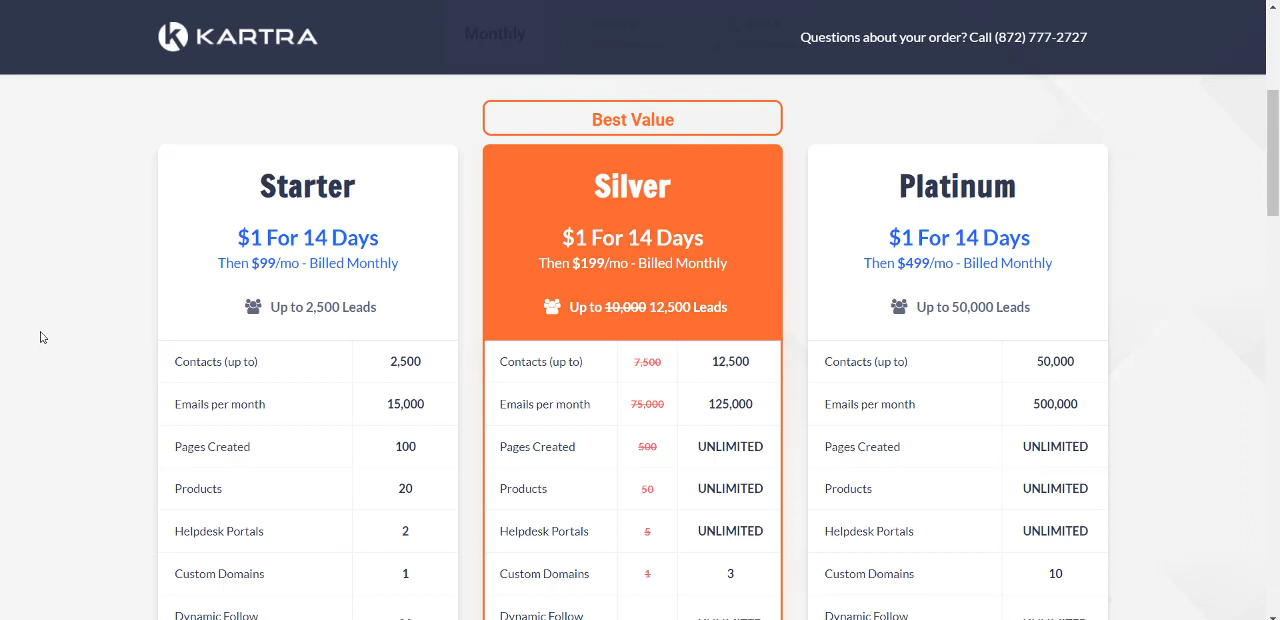 KARTRA
Monthly
Questions about your order? Call (872) 777-2727
Best Value
Starter
$1 For 14 Days
Then $99/mo - Billed Monthly
Up to 2,500 Leads
Contacts (up to) 2,500
Emails per month 15,000
Pages Created 100
Products 20
Helpdesk Portals 2
Custom Domains 1
Dynamic Follow
Silver
$1 For 14 Days
Then $199/mo - Billed Monthly
Up to 10,000 12,500 Leads
Contacts (up to) 7,500 12,500
Emails per month 75,000 125,000
Pages Created 500 UNLIMITED
Products 50 UNLIMITED
Helpdesk Portals 5 UNLIMITED
Custom Domains 1 3
Dynamic Follow
Platinum
$1 For 14 Days
Then $499/mo - Billed Monthly
Up to 50,000 Leads
Contacts (up to) 50,000
Emails per month 500,000
Pages Created UNLIMITED
Products UNLIMITED
Helpdesk Portals UNLIMITED
Custom Domains 10
Dynamic Follow